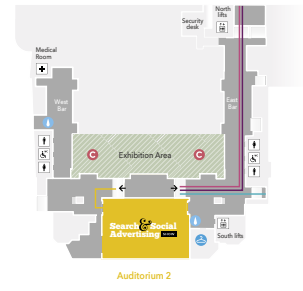 North
lifts
Security
desk
Medical
Room
West
Bar
East
Bar
C
Exhibition Area
C
Search & Social
Advertising SHOW
South lifts
Auditorium 2